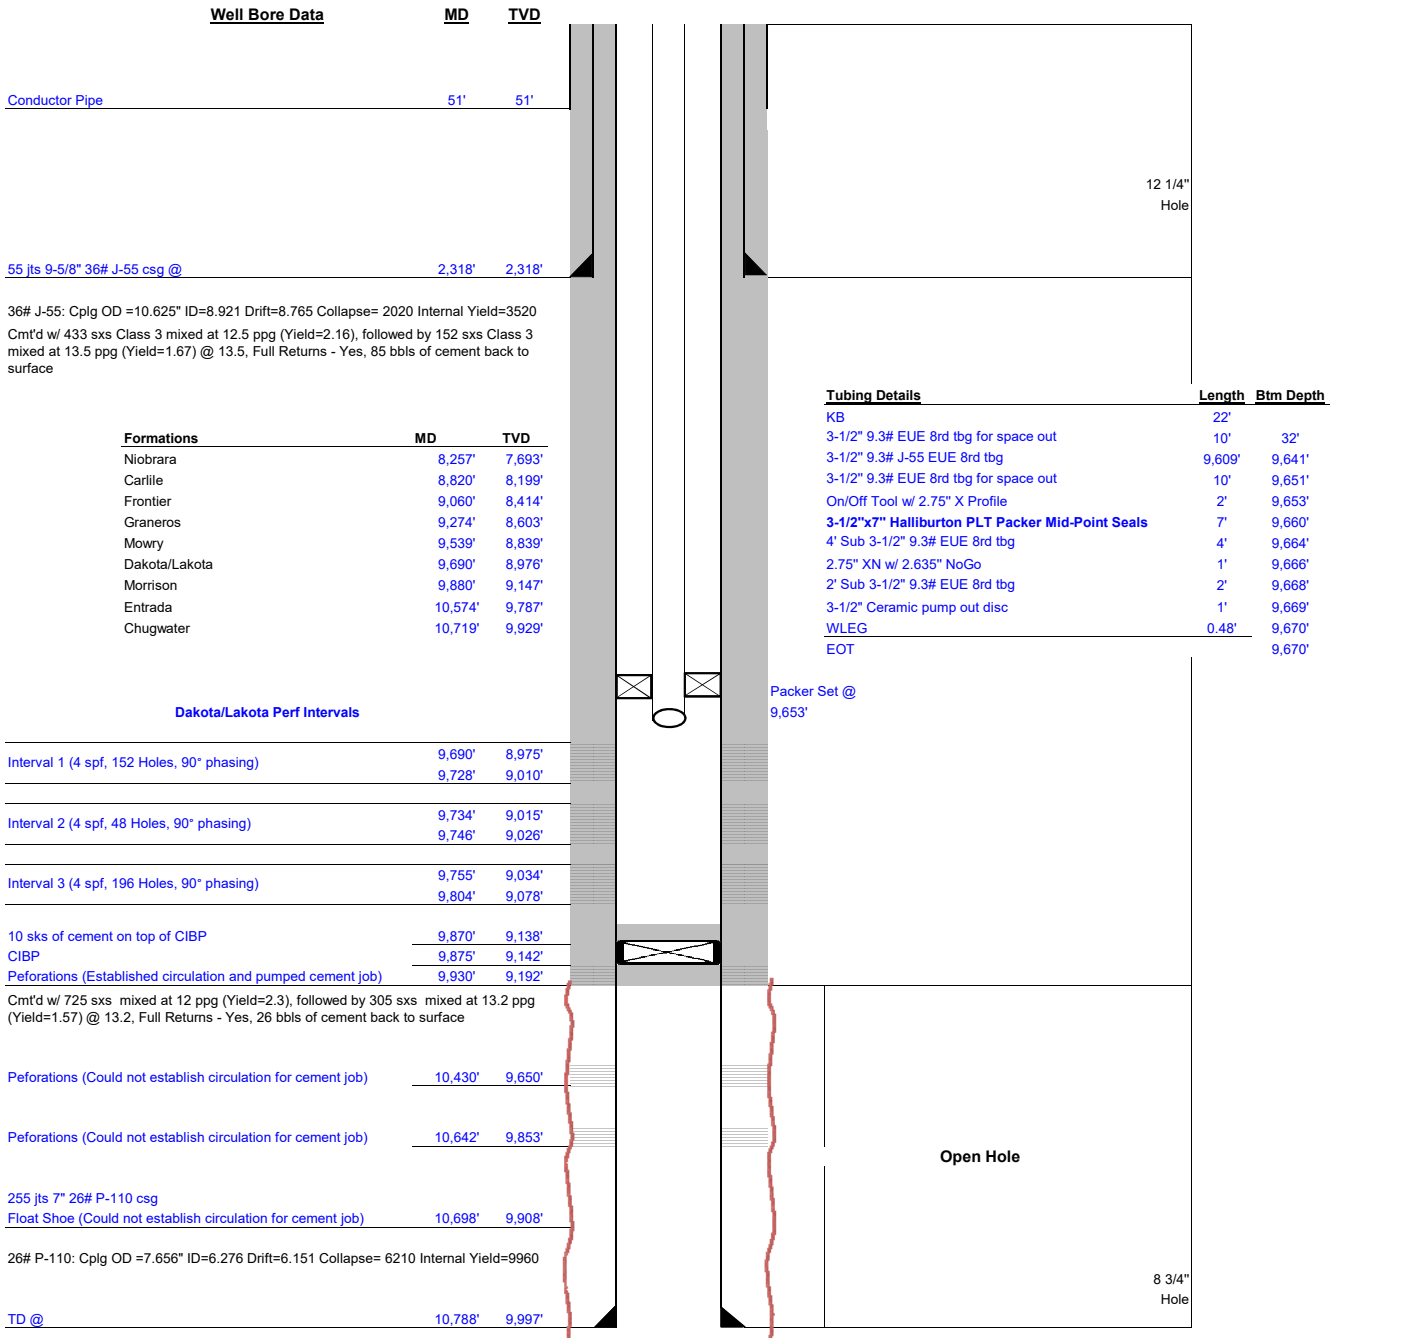 Well Bore Data MD TVD
Conductor Pipe 51' 51'
12 1/4"
Hole
55 jts 9-5/8" 36# J-55 csg @ 2,318' 2,318'
36# J-55: Cplg OD =10.625" ID=8.921 Drift=8.765 Collapse= 2020 Internal Yield=3520
Cmt'd w/ 433 sxs Class 3 mixed at 12.5 ppg (Yield=2.16), followed by 152 sxs Class 3
mixed at 13.5 ppg (Yield=1.67) @ 13.5, Full Returns - Yes, 85 bbls of cement back to
surface
Tubing Details Length Btm Depth
KB 22'
3-1/2" 9.3# EUE 8rd tbg for space out 10' 32'
3-1/2" 9.3# J-55 EUE 8rd tbg 9,609' 9,641'
3-1/2" 9.3# EUE 8rd tbg for space out 10' 9,651'
On/Off Tool w/ 2.75" X Profile 2' 9,653'
3-1/2"x7" Halliburton PLT Packer Mid-Point Seals 7' 9,660'
4' Sub 3-1/2" 9.3# EUE 8rd tbg 4' 9,664'
2.75" XN w/ 2.635" NoGo 1' 9,666'
2' Sub 3-1/2" 9.3# EUE 8rd tbg 2' 9,668'
3-1/2" Ceramic pump out disc 1' 9,669'
WLEG 0.48' 9,670'
EOT 9,670'
Formations MD TVD
Niobrara 8,257' 7,693'
Carlile 8,820' 8,199'
Frontier 9,060' 8,414'
Graneros 9,274' 8,603'
Mowry 9,539' 8,839'
Dakota/Lakota 9,690' 8,976'
Morrison 9,880' 9,147'
Entrada 10,574' 9,787'
Chugwater 10,719' 9,929'
Packer Set @
9,653'
Dakota/Lakota Perf Intervals
Interval 1 (4 spf, 152 Holes, 90° phasing) 9,690' 8,975'
9,728' 9,010'
Interval 2 (4 spf, 48 Holes, 90° phasing) 9,734' 9,015'
9,746' 9,026'
Interval 3 (4 spf, 196 Holes, 90° phasing) 9,755' 9,034'
9,804' 9,078'
10 sks of cement on top of CIBP 9,870' 9,138'
CIBP 9,875' 9,142'
Peforations (Established circulation and pumped cement job) 9,930' 9,192'
Cmt'd w/ 725 sxs mixed at 12 ppg (Yield=2.3), followed by 305 sxs mixed at 13.2 ppg
(Yield=1.57) @ 13.2, Full Returns - Yes, 26 bbls of cement back to surface
Peforations (Could not establish circulation for cement job) 10,430' 9,650'
Peforations (Could not establish circulation for cement job) 10,642' 9,853'
Open Hole
255 jts 7" 26# P-110 csg
Float Shoe (Could not establish circulation for cement job) 10,698' 9,908'
26# P-110: Cplg OD =7.656" ID=6.276 Drift=6.151 Collapse= 6210 Internal Yield=9960
8 3/4"
Hole
TD @ 10,788' 9,997'